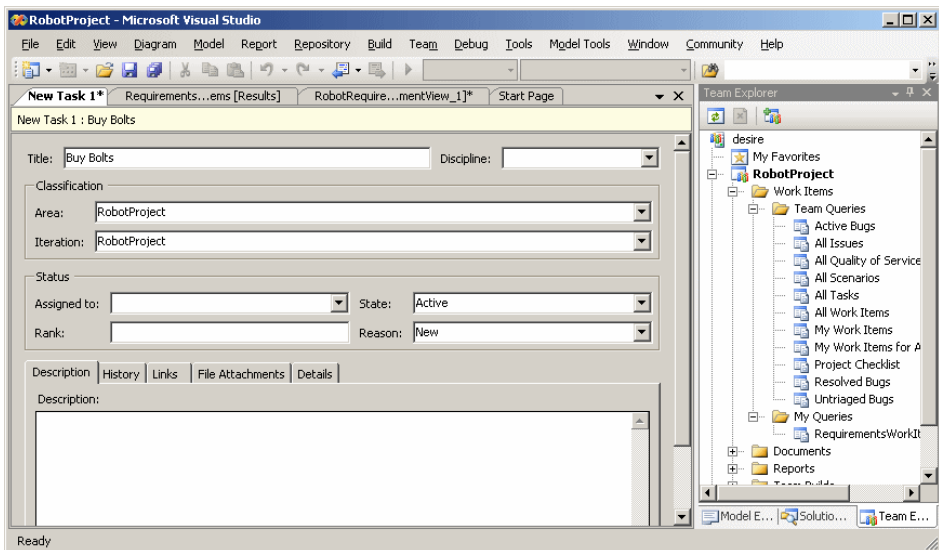 RobotProject - Microsoft Visual Studio
File Edit View Diagram Model Report Repository Build Team Debug Tools Model Tools Window Community Help
New Task 1* Requirements...ems [Results] RobotRequire...mentView_1]* Start Page
New Task 1 : Buy Bolts
Title: Buy Bolts Discipline:
Classification
Area: RobotProject
Iteration: RobotProject
Status
Assigned to: State: Active
Rank: Reason: New
Description History Links File Attachments Details
Description:
Team Explorer
desire
My Favorites
RobotProject
Work Items
Team Queries
Active Bugs
All Issues
All Quality of Service
All Scenarios
All Tasks
All Work Items
My Work Items
My Work Items for A
Project Checklist
Resolved Bugs
Untriaged Bugs
My Queries
RequirementsWorkIt
Documents
Reports
Model E... Solutio... Team E...
Ready